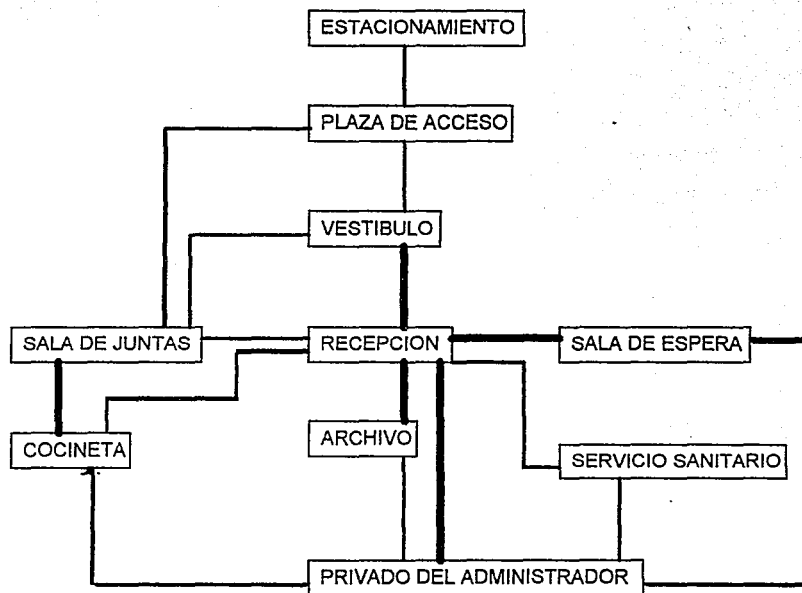 ESTACIONAMIENTO
PLAZA DE ACCESO
VESTIBULO
SALA DE JUNTAS
RECEPCION
SALA DE ESPERA
COCINETA
ARCHIVO
SERVICIO SANITARIO
PRIVADO DEL ADMINISTRADOR